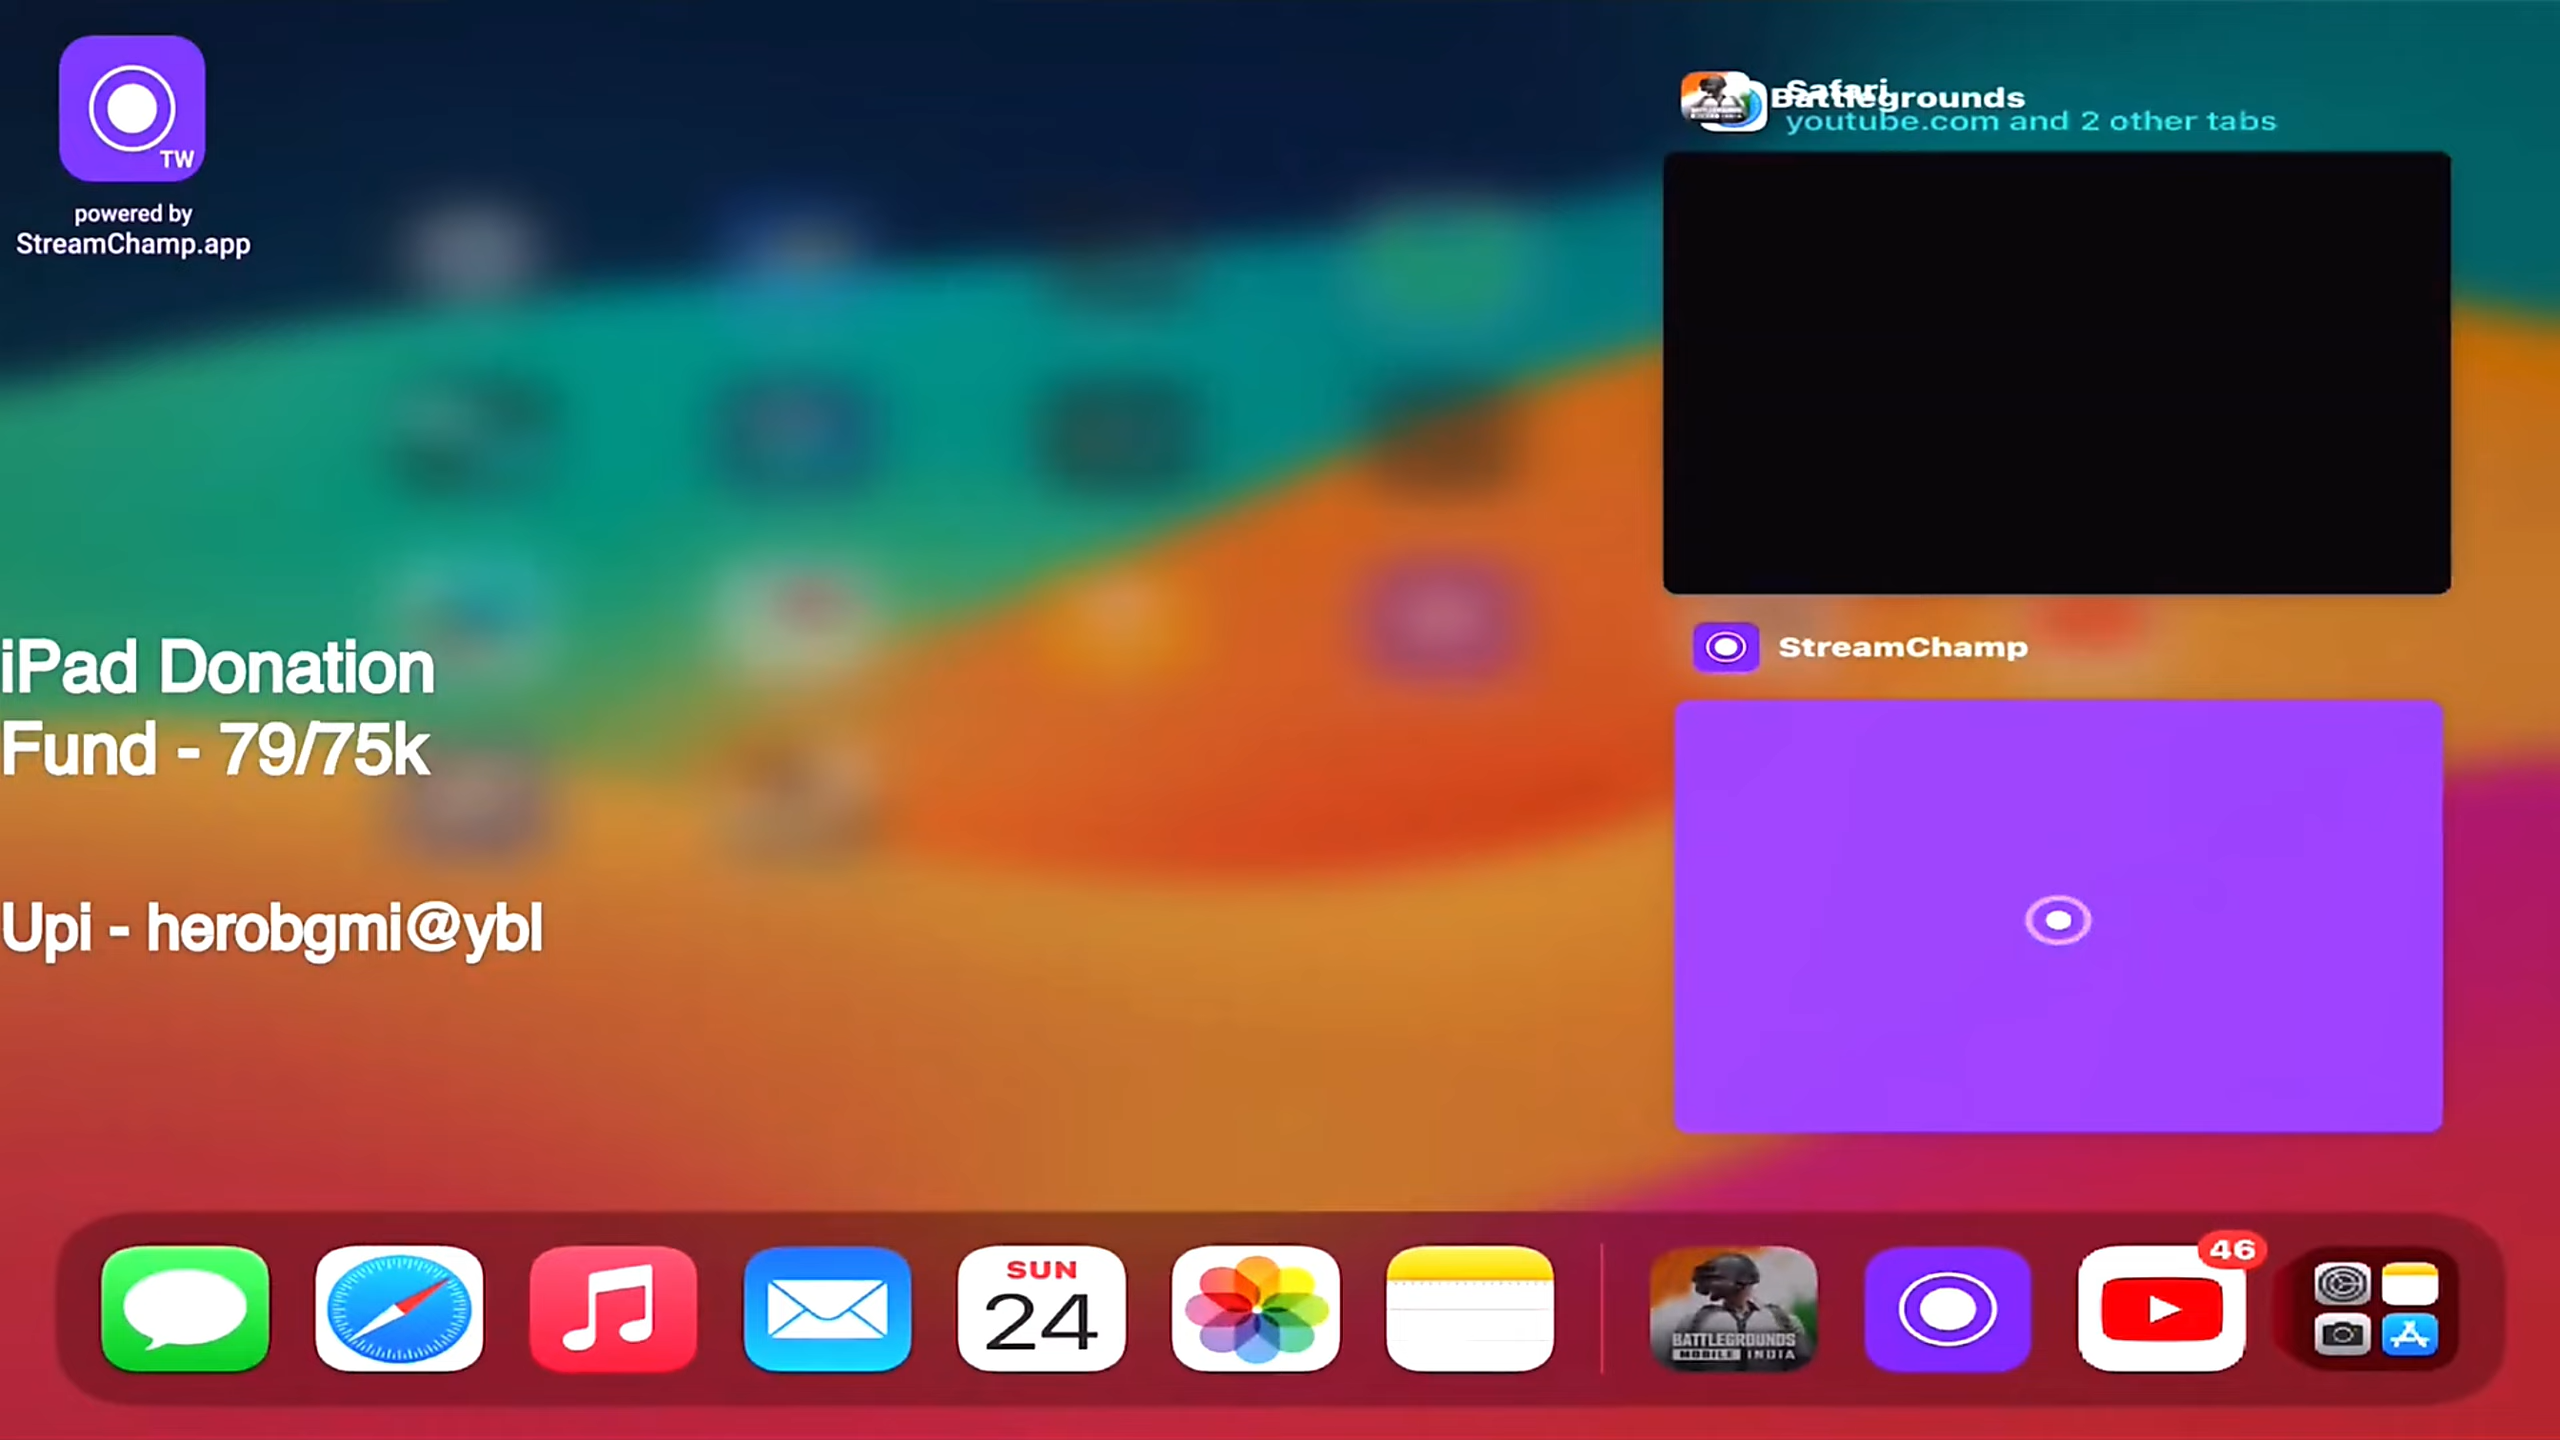 TW
powered by
StreamChamp.app
Safari
Battlegrounds
youtube.com and 2 other tabs
iPad Donation
Fund - 79/75k
StreamChamp
Upi - herobgmi@ybl
SUN
24
BATTLEGROUNDS
MOBILE INDIA
46